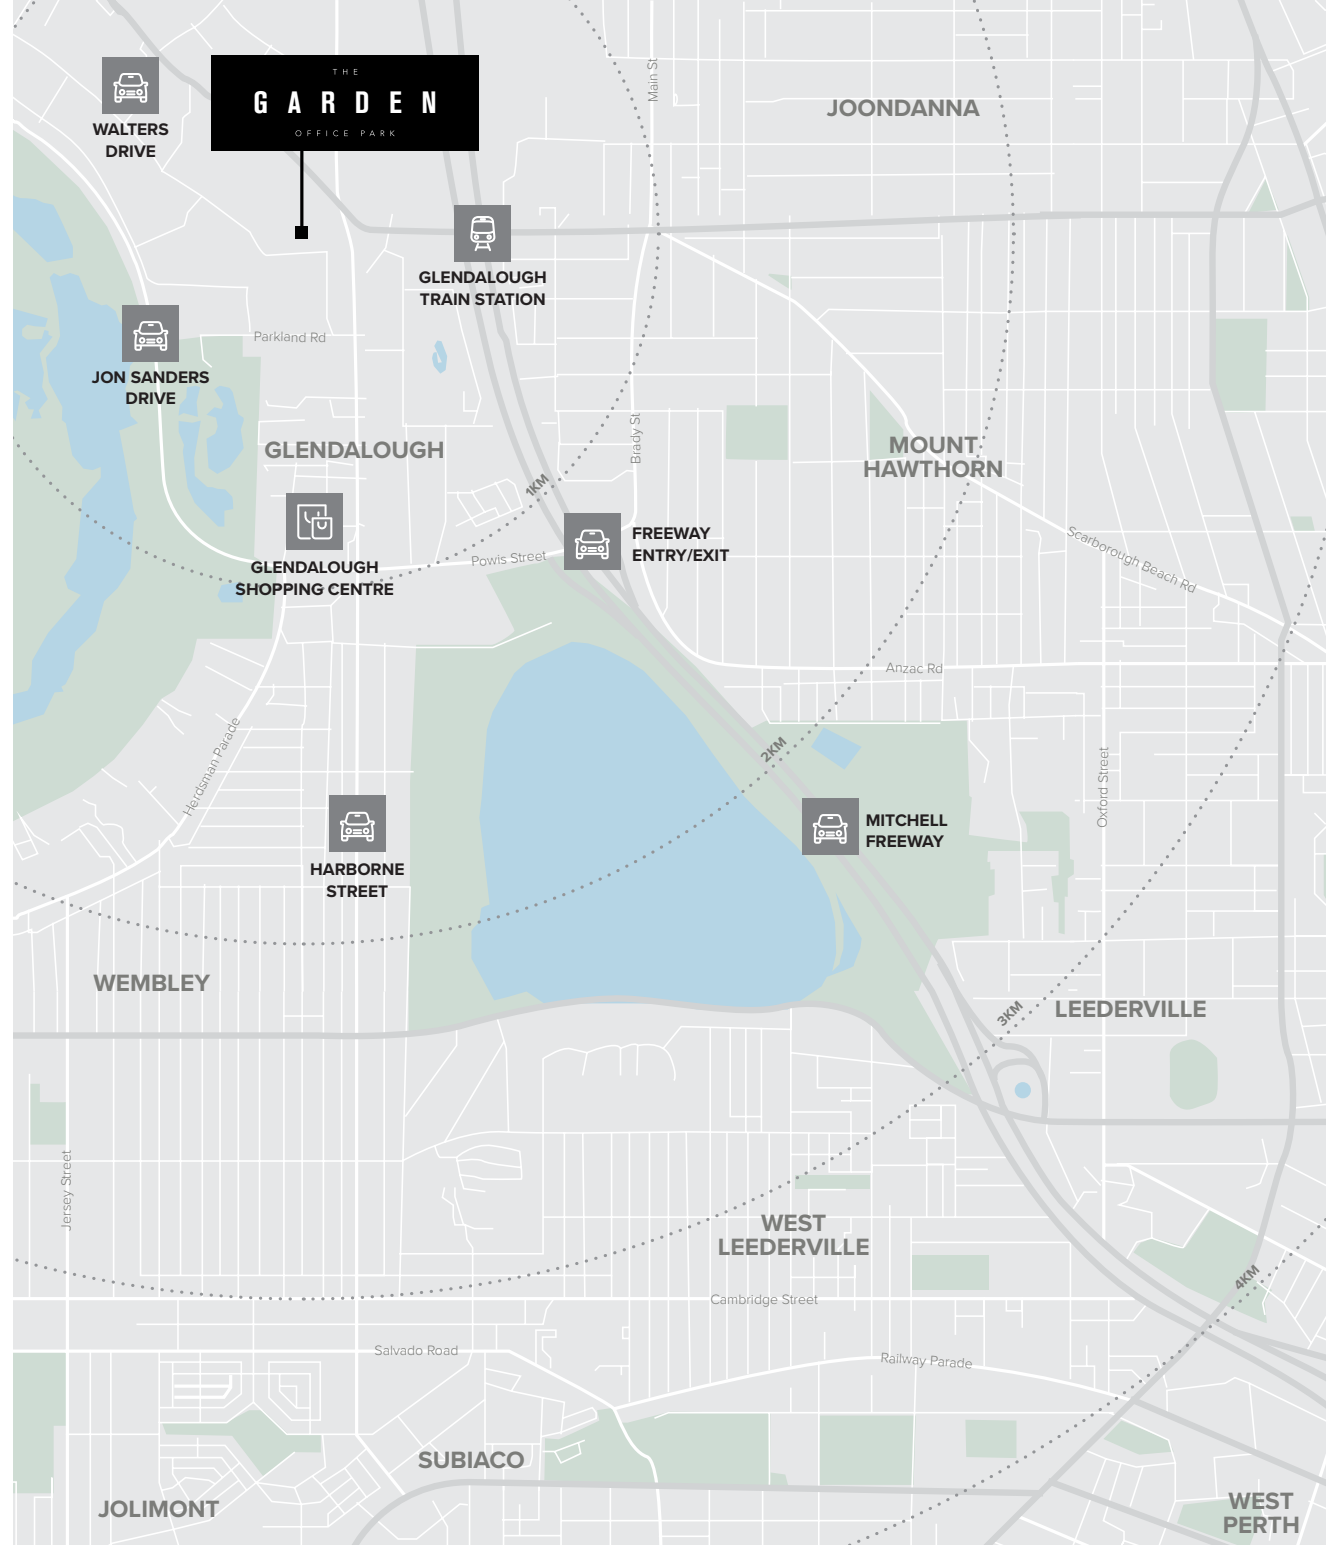 THE
GARDEN
OFFICE PARK
WALTERS
DRIVE
Main St
JOONDANNA
GLENDALOUGH
TRAIN STATION
Parkland Rd
JON SANDERS
DRIVE
GLENDALOUGH
Brady St
MOUNT
HAWTHORN
1KM
GLENDALOUGH
SHOPPING CENTRE
Powis Street
FREEWAY
ENTRY/EXIT
Scarborough Beach Rd
Anzac Rd
Herdsman Parade
2KM
Oxford Street
MITCHELL
FREEWAY
HARBORNE
STREET
WEMBLEY
3KM
LEEDERVILLE
Jersey Street
WEST
LEEDERVILLE
4KM
Cambridge Street
Salvado Road
Railway Parade
SUBIACO
JOLIMONT
WEST
PERTH